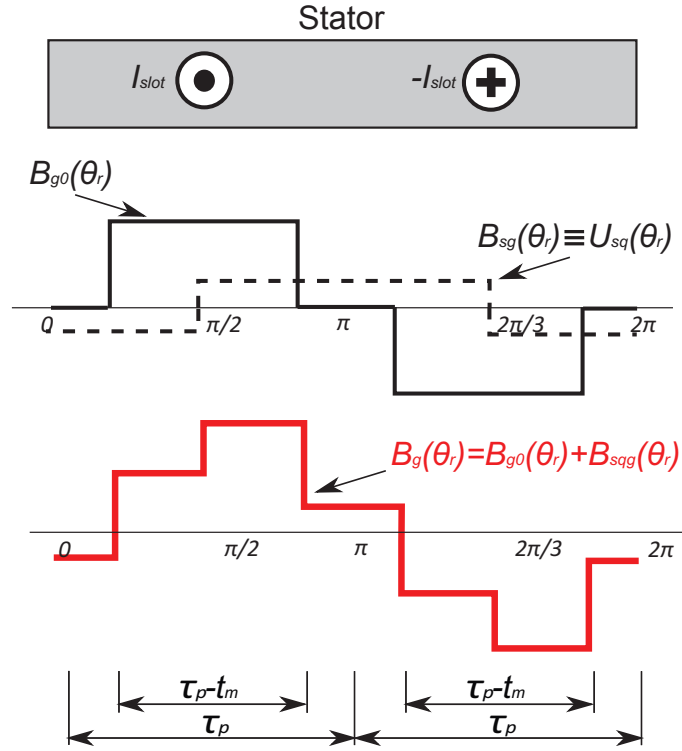 Stator
I_slot
-I_slot
B_g0(θ_r)
B_sg(θ_r)≡U_sq(θ_r)
0 π/2 π 2π/3 2π
B_g(θ_r)=B_g0(θ_r)+B_sqg(θ_r)
0 π/2 π 2π/3 2π
τ_p-t_m τ_p-t_m
τ_p τ_p